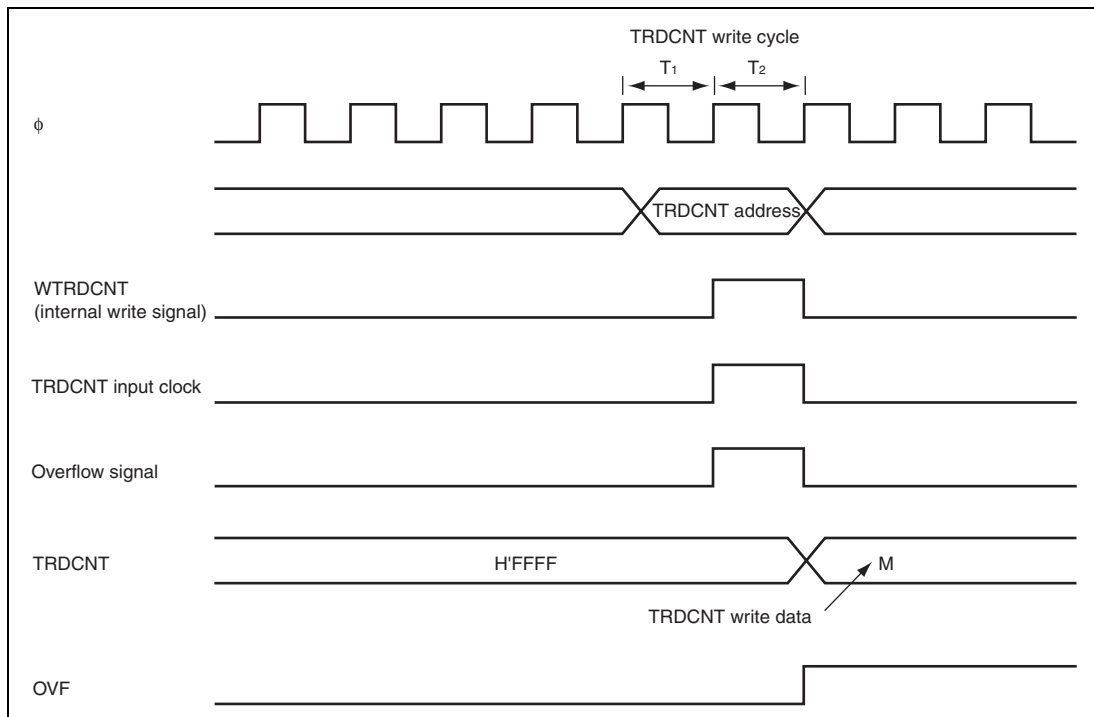 TRDCNT write cycle
T1 T2
ϕ
TRDCNT address
WTRDCNT
(internal write signal)
TRDCNT input clock
Overflow signal
TRDCNT H'FFFF M
TRDCNT write data
OVF